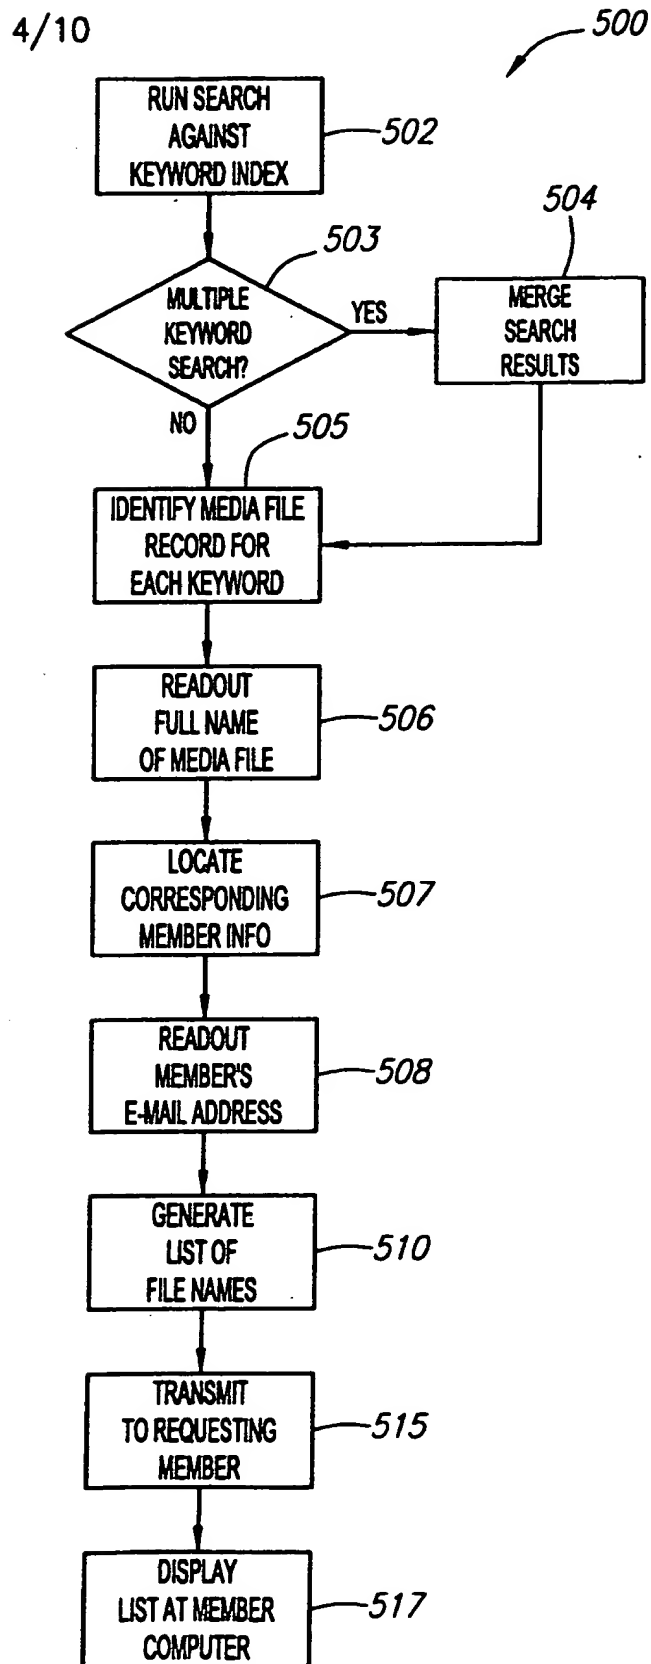 4/10
500
RUN SEARCH
AGAINST
KEYWORD INDEX
502
503
504
MULTIPLE
KEYWORD
SEARCH?
YES
MERGE
SEARCH
RESULTS
NO
505
IDENTIFY MEDIA FILE
RECORD FOR
EACH KEYWORD
READOUT
FULL NAME
OF MEDIA FILE
506
LOCATE
CORRESPONDING
MEMBER INFO
507
READOUT
MEMBER'S
E-MAIL ADDRESS
508
GENERATE
LIST OF
FILE NAMES
510
TRANSMIT
TO REQUESTING
MEMBER
515
DISPLAY
LIST AT MEMBER
COMPUTER
517